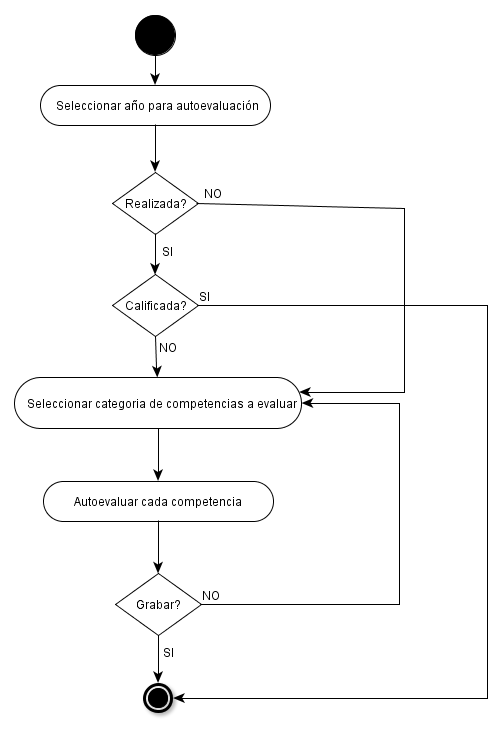 Seleccionar año para autoevaluación
Realizada?
NO
SI
Calificada?
SI
NO
Seleccionar categoria de competencias a evaluar
Autoevaluar cada competencia
Grabar?
NO
SI